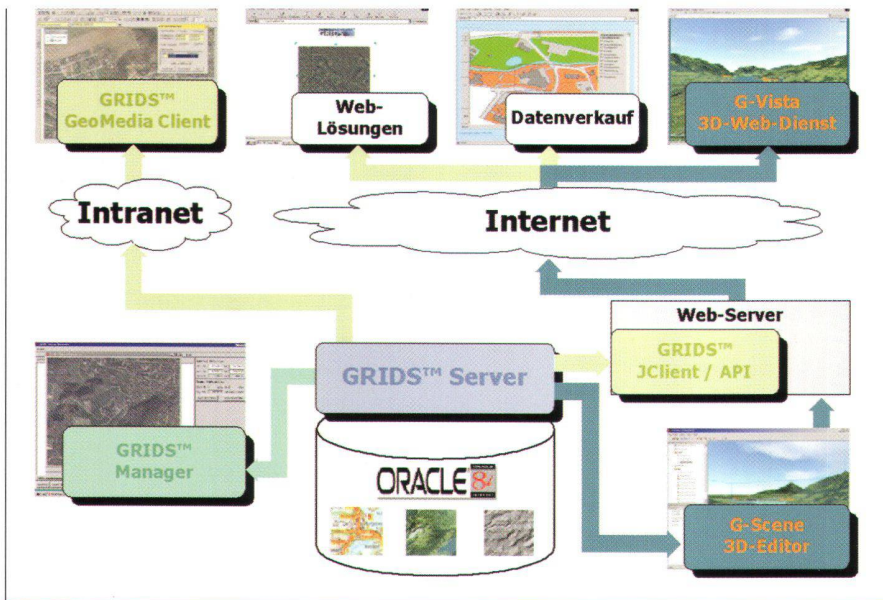 GRIDS™
GeoMedia Client
Web-
Lösungen
Datenverkauf
G-Vista
3D-Web-Dienst
Intranet
Internet
Web-Server
GRIDS™
JClient / API
GRIDS™ Server
GRIDS™
Manager
ORACLE 8i
G-Scene
3D-Editor